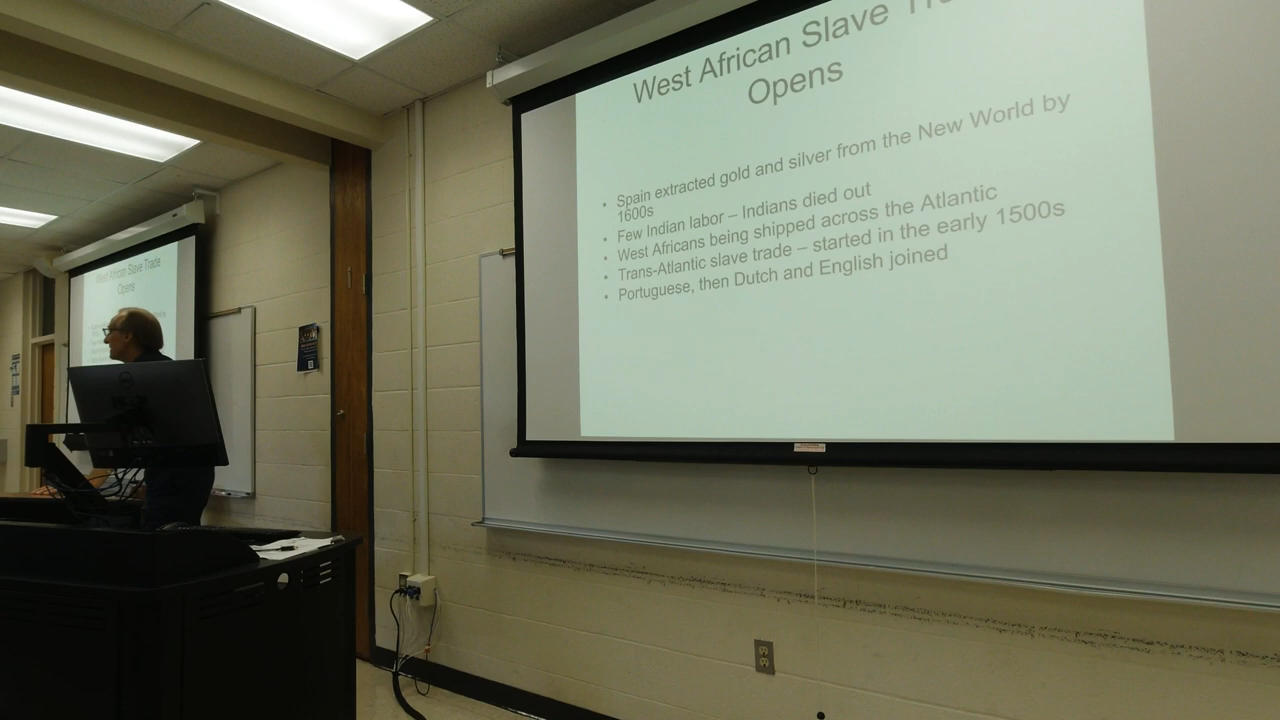 West African Slave Trade
Opens
• Spain extracted gold and silver from the New World by
1600s
• Few Indian labor – Indians died out
• West Africans being shipped across the Atlantic
• Trans-Atlantic slave trade – started in the early 1500s
• Portuguese, then Dutch and English joined
West African Slave Trade
Opens
DELL